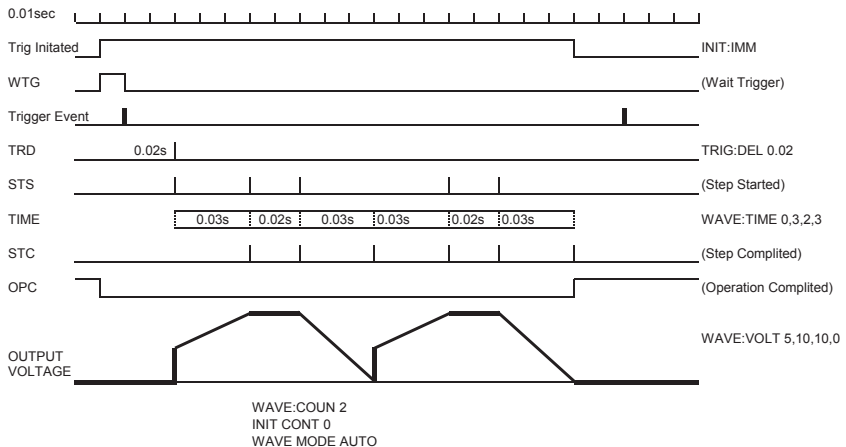 0.01sec
Trig Initated INIT:IMM
WTG (Wait Trigger)
Trigger Event
TRD 0.02s TRIG:DEL 0.02
STS (Step Started)
TIME 0.03s 0.02s 0.03s 0.03s 0.02s 0.03s WAVE:TIME 0,3,2,3
STC (Step Complited)
OPC (Operation Complited)
WAVE:VOLT 5,10,10,0
OUTPUT
VOLTAGE
WAVE:COUN 2
INIT CONT 0
WAVE MODE AUTO